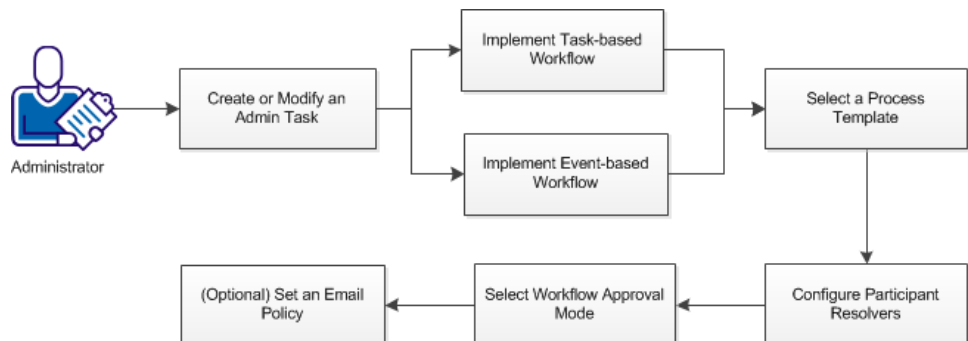 Administrator
Create or Modify an
Admin Task
Implement Task-based
Workflow
Implement Event-based
Workflow
Select a Process
Template
Configure Participant
Resolvers
Select Workflow Approval
Mode
(Optional) Set an Email
Policy